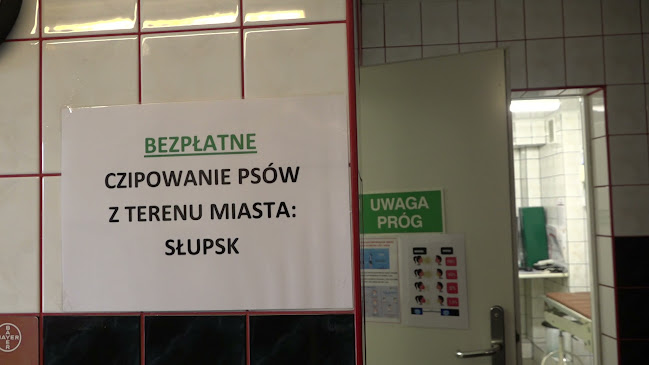 BEZPŁATNE
CZIPOWANIE PSÓW
Z TERENU MIASTA:
SŁUPSK
UWAGA
PRÓG
BAYER